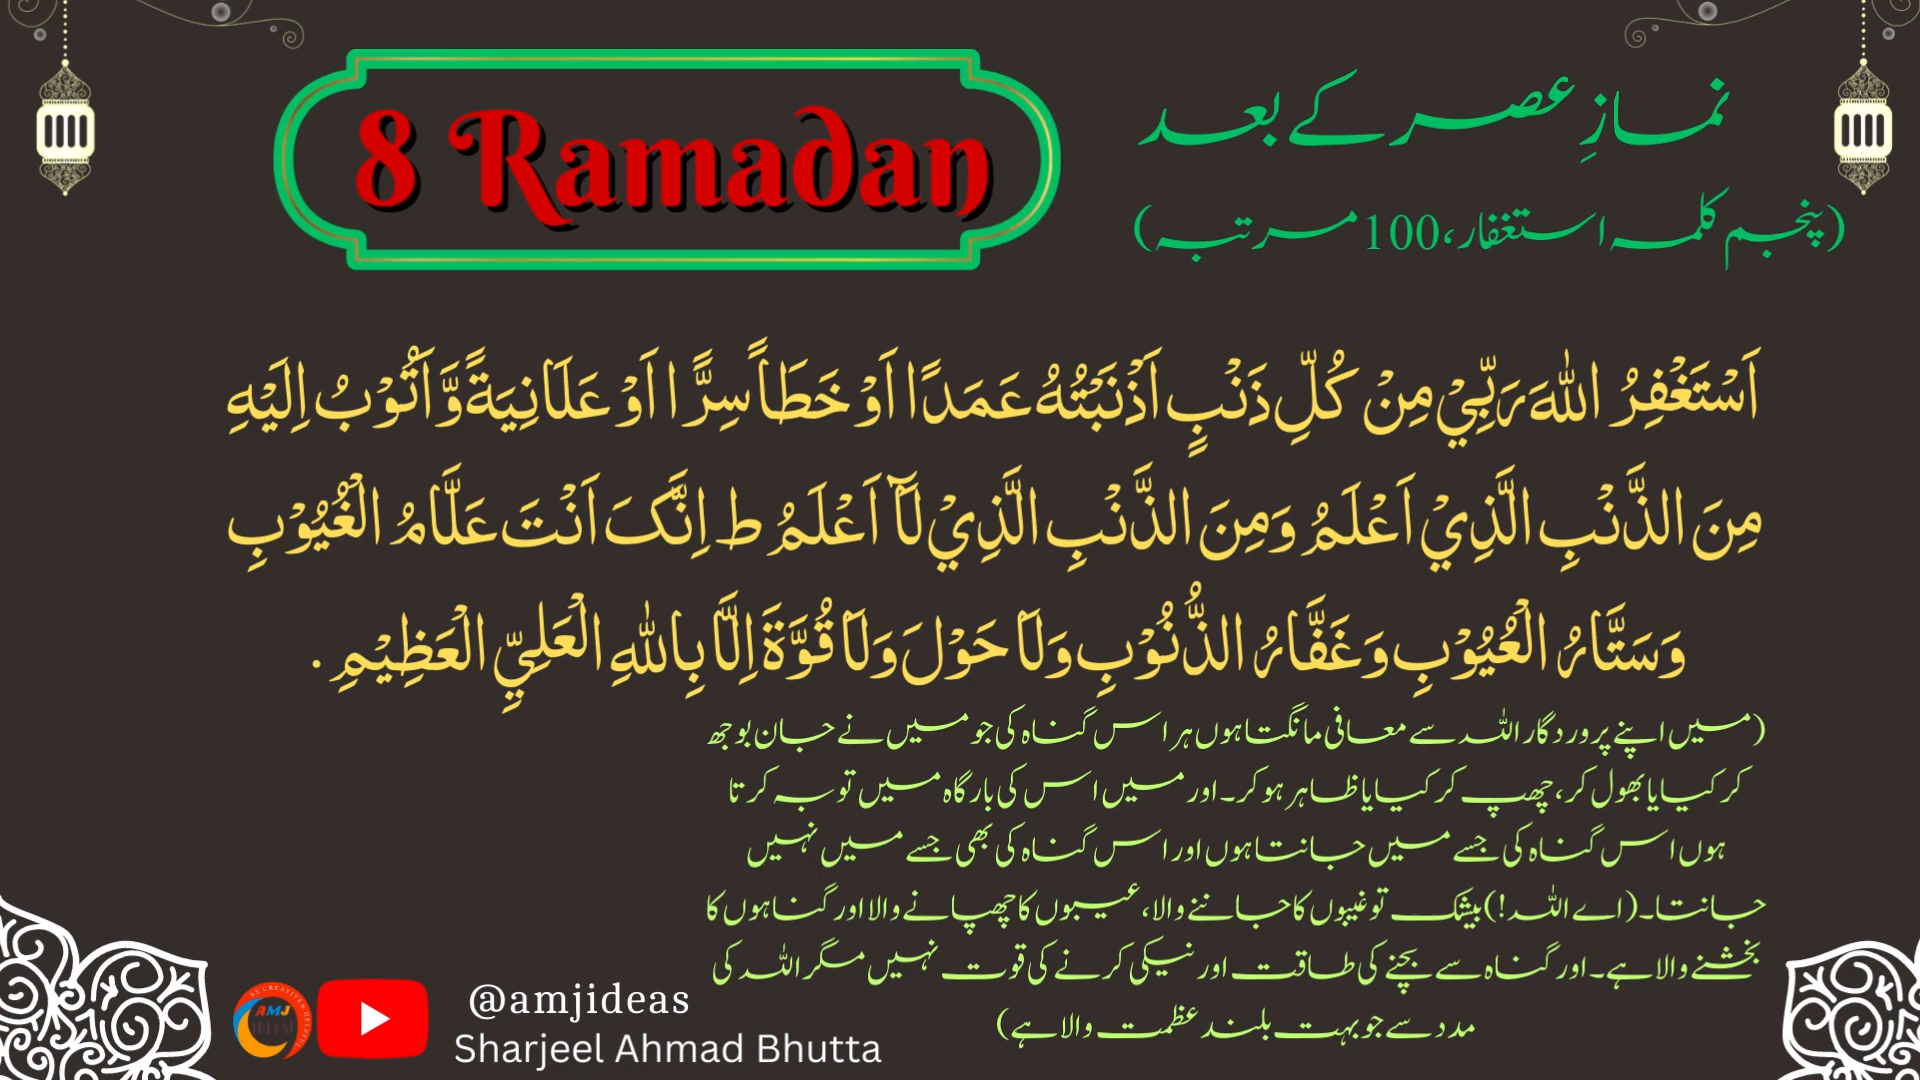 8 Ramadan
نمازِ عصر کے بعد
(پنجم کلمہ استغفار، 100 مرتبہ)
اَسْتَغْفِرُ اللّٰهَ رَبِّيْ مِنْ كُلِّ ذَنْبٍ اَذْنَبْتُهُ عَمَدًا اَوْ خَطَأً سِرًّا اَوْ عَلَانِيَةً وَّاَتُوْبُ اِلَيْهِ
مِنَ الذَّنْبِ الَّذِيْ اَعْلَمُ وَمِنَ الذَّنْبِ الَّذِيْ لَآ اَعْلَمُ ط اِنَّکَ اَنْتَ عَلَّامُ الْغُيُوْبِ
وَسَتَّارُ الْعُيُوْبِ وَغَفَّارُ الذُّنُوْبِ وَلَا حَوْلَ وَلَا قُوَّةَ اِلَّا بِاللّٰهِ الْعَلِيِّ الْعَظِيْمِ .
(میں اپنے پروردگار اللہ سے معافی مانگتا ہوں ہر اس گناہ کی جو میں نے جان بوجھ
کر کیا یا بھول کر، چھپ کر کیا یا ظاہر ہو کر۔ اور میں اس کی بارگاہ میں توبہ کرتا
ہوں اس گناہ کی جسے میں جانتا ہوں اور اس گناہ کی بھی جسے میں نہیں
جانتا۔ (اے اللہ!) بیشک تو غیبوں کا جاننے والا، عیبوں کا چھپانے والا اور گناہوں کا
بخشنے والا ہے۔ اور گناہ سے بچنے کی طاقت اور نیکی کرنے کی قوت نہیں مگر اللہ کی
مدد سے جو بہت بلند عظمت والا ہے)
AMJ
@amjideas
Sharjeel Ahmad Bhutta